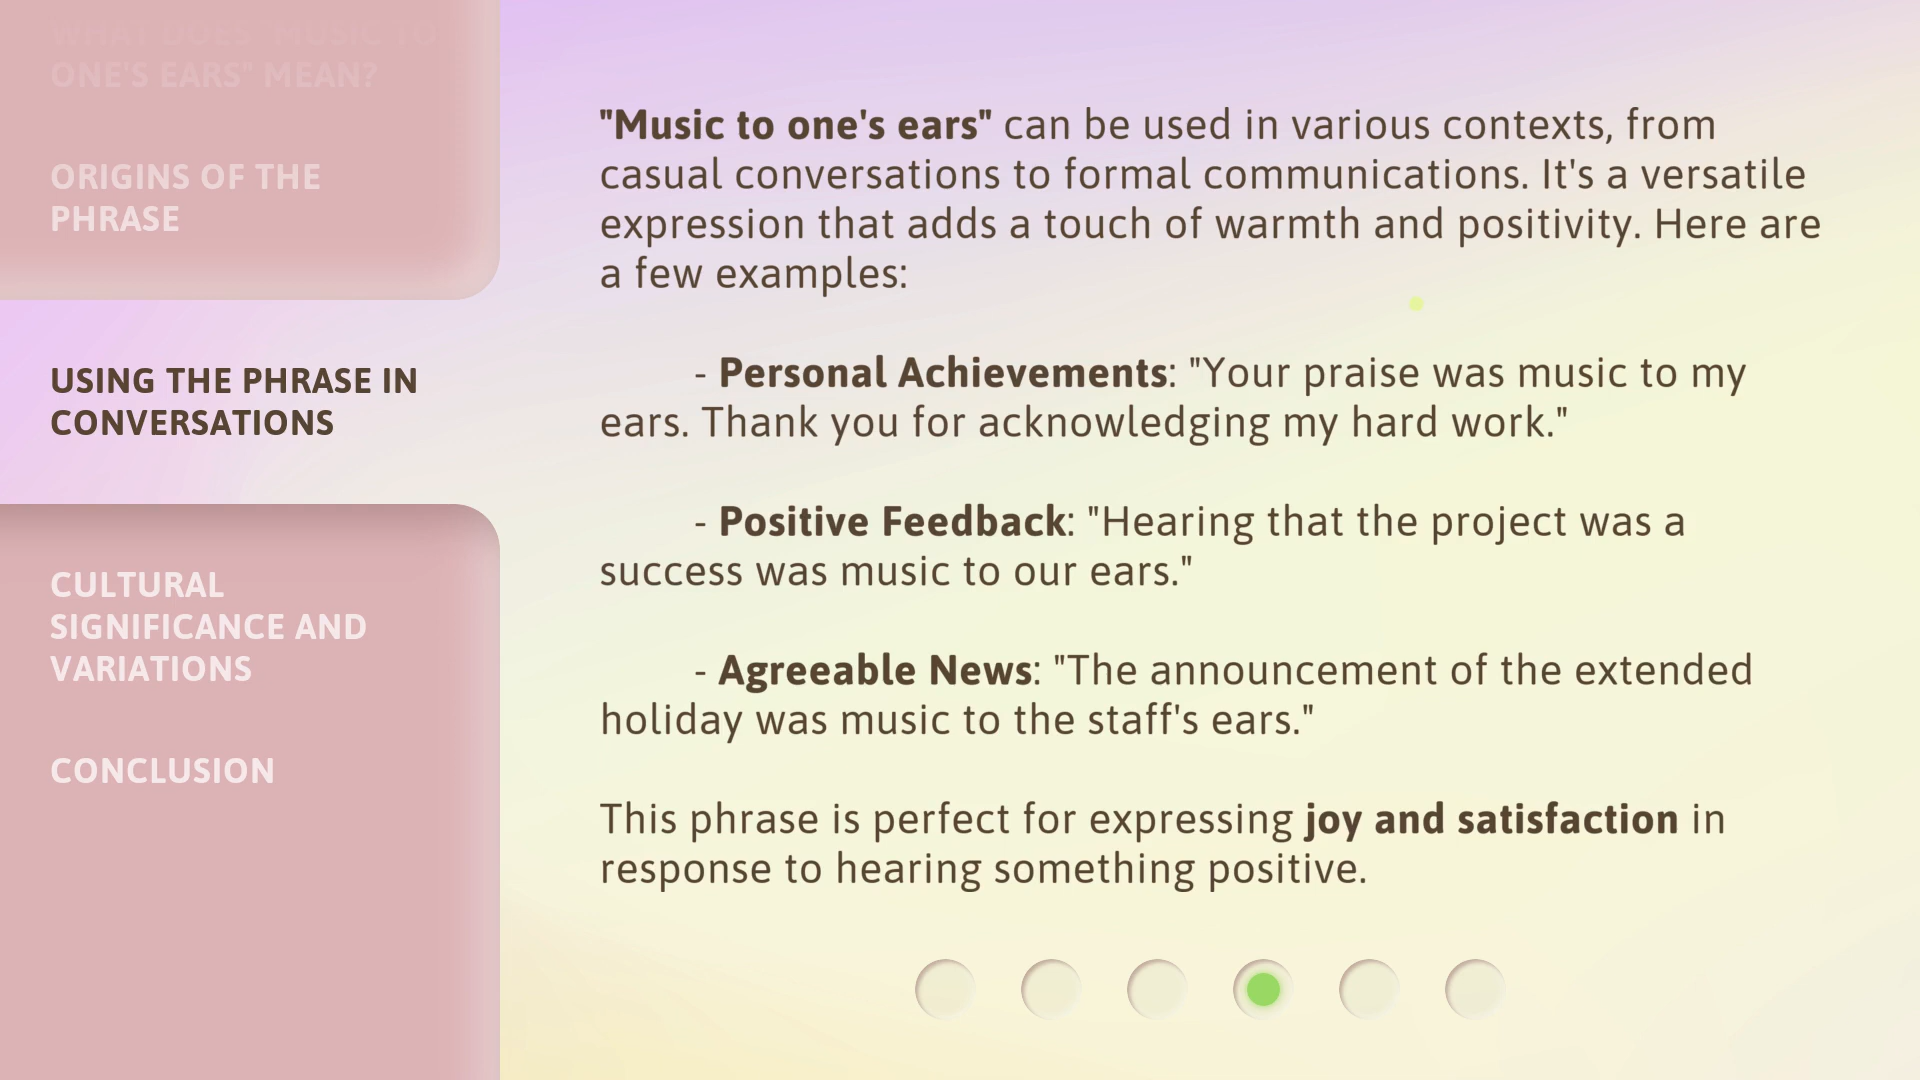 WHAT DOES "MUSIC TO
ONE'S EARS" MEAN?
ORIGINS OF THE
PHRASE
USING THE PHRASE IN
CONVERSATIONS
CULTURAL
SIGNIFICANCE AND
VARIATIONS
CONCLUSION
"Music to one's ears" can be used in various contexts, from
casual conversations to formal communications. It's a versatile
expression that adds a touch of warmth and positivity. Here are
a few examples:
- Personal Achievements: "Your praise was music to my
ears. Thank you for acknowledging my hard work."
- Positive Feedback: "Hearing that the project was a
success was music to our ears."
- Agreeable News: "The announcement of the extended
holiday was music to the staff's ears."
This phrase is perfect for expressing joy and satisfaction in
response to hearing something positive.